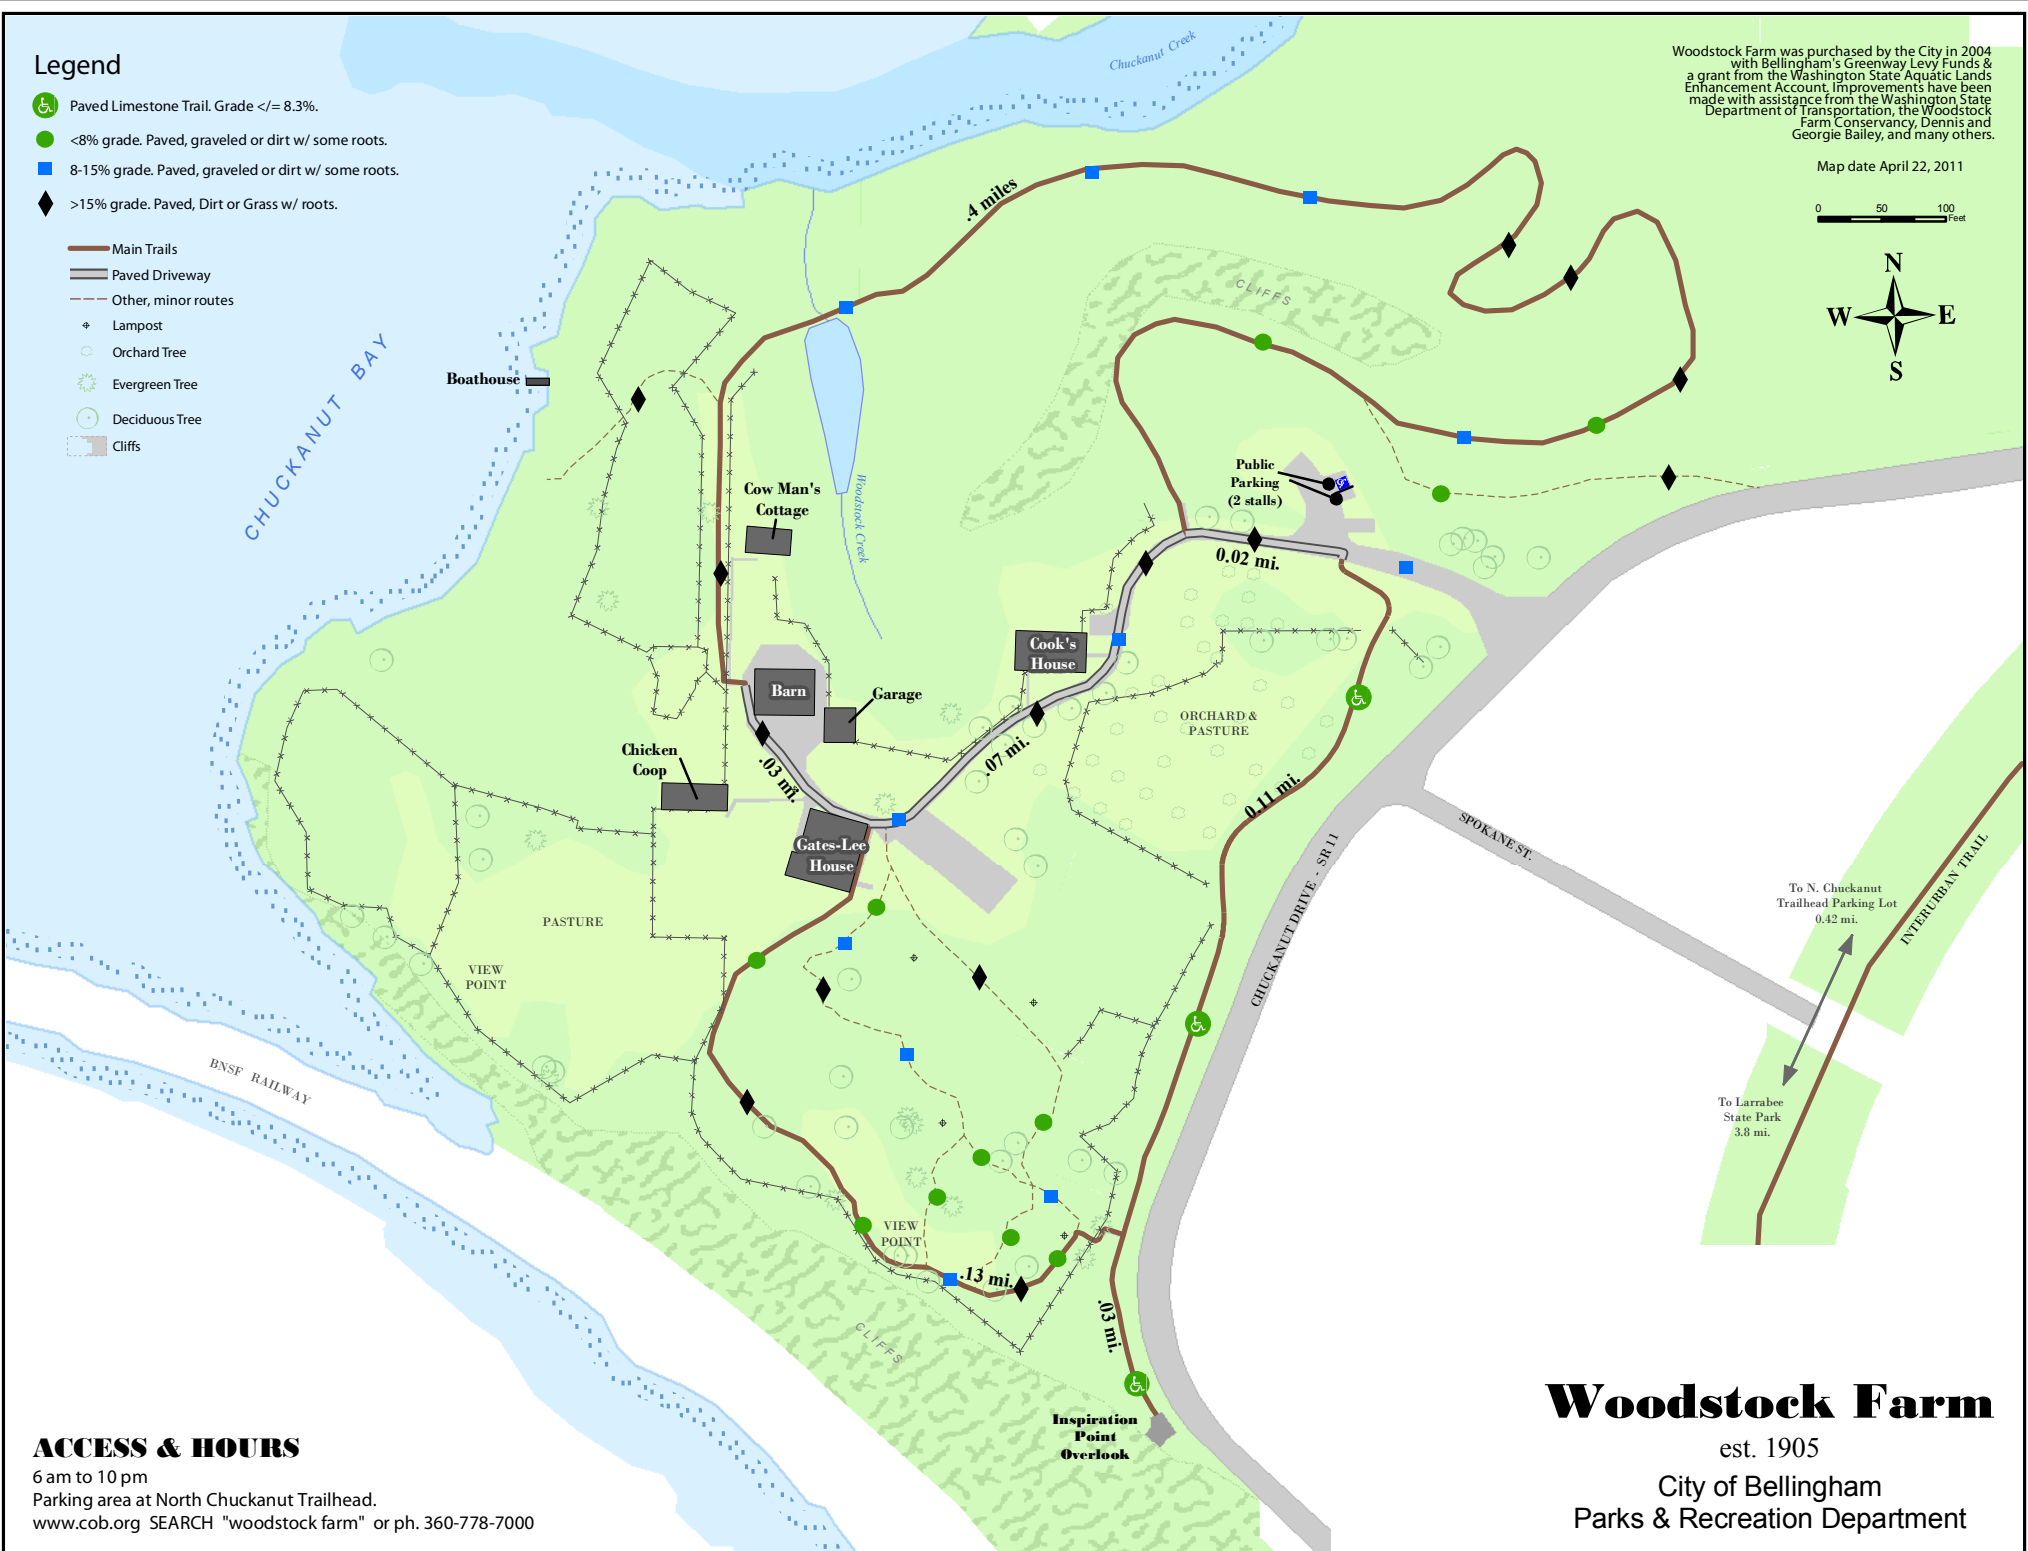 Legend
Paved Limestone Trail. Grade </= 8.3%.
<8% grade. Paved, graveled or dirt w/ some roots.
8-15% grade. Paved, graveled or dirt w/ some roots.
>15% grade. Paved, Dirt or Grass w/ roots.
Main Trails
Paved Driveway
Other, minor routes
Lampost
Orchard Tree
Evergreen Tree
Deciduous Tree
Cliffs
Woodstock Farm was purchased by the City in 2004
with Bellingham's Greenway Levy Funds &
a grant from the Washington State Aquatic Lands
Enhancement Account. Improvements have been
made with assistance from the Washington State
Department of Transportation, the Woodstock
Farm Conservancy, Dennis and
Georgie Bailey, and many others.
Map date April 22, 2011
0 50 100
Feet
N
W E
S
Chuckanut Creek
.4 miles
CLIFFS
CHUCKANUT BAY
Boathouse
Cow Man's
Cottage
Woodstock Creek
Public
Parking
(2 stalls)
0.02 mi.
Cook's
House
Barn
Garage
ORCHARD &
PASTURE
Chicken
Coop
.03 mi.
.07 mi.
0.11 mi.
Gates-Lee
House
SPOKANE ST.
CHUCKANUT DRIVE - SR 11
INTERURBAN TRAIL
To N. Chuckanut
Trailhead Parking Lot
0.42 mi.
PASTURE
VIEW
POINT
BNSF RAILWAY
To Larrabee
State Park
3.8 mi.
VIEW
POINT
.13 mi.
.03 mi.
CLIFFS
Inspiration
Point
Overlook
ACCESS & HOURS
6 am to 10 pm
Parking area at North Chuckanut Trailhead.
www.cob.org SEARCH "woodstock farm" or ph. 360-778-7000
Woodstock Farm
est. 1905
City of Bellingham
Parks & Recreation Department